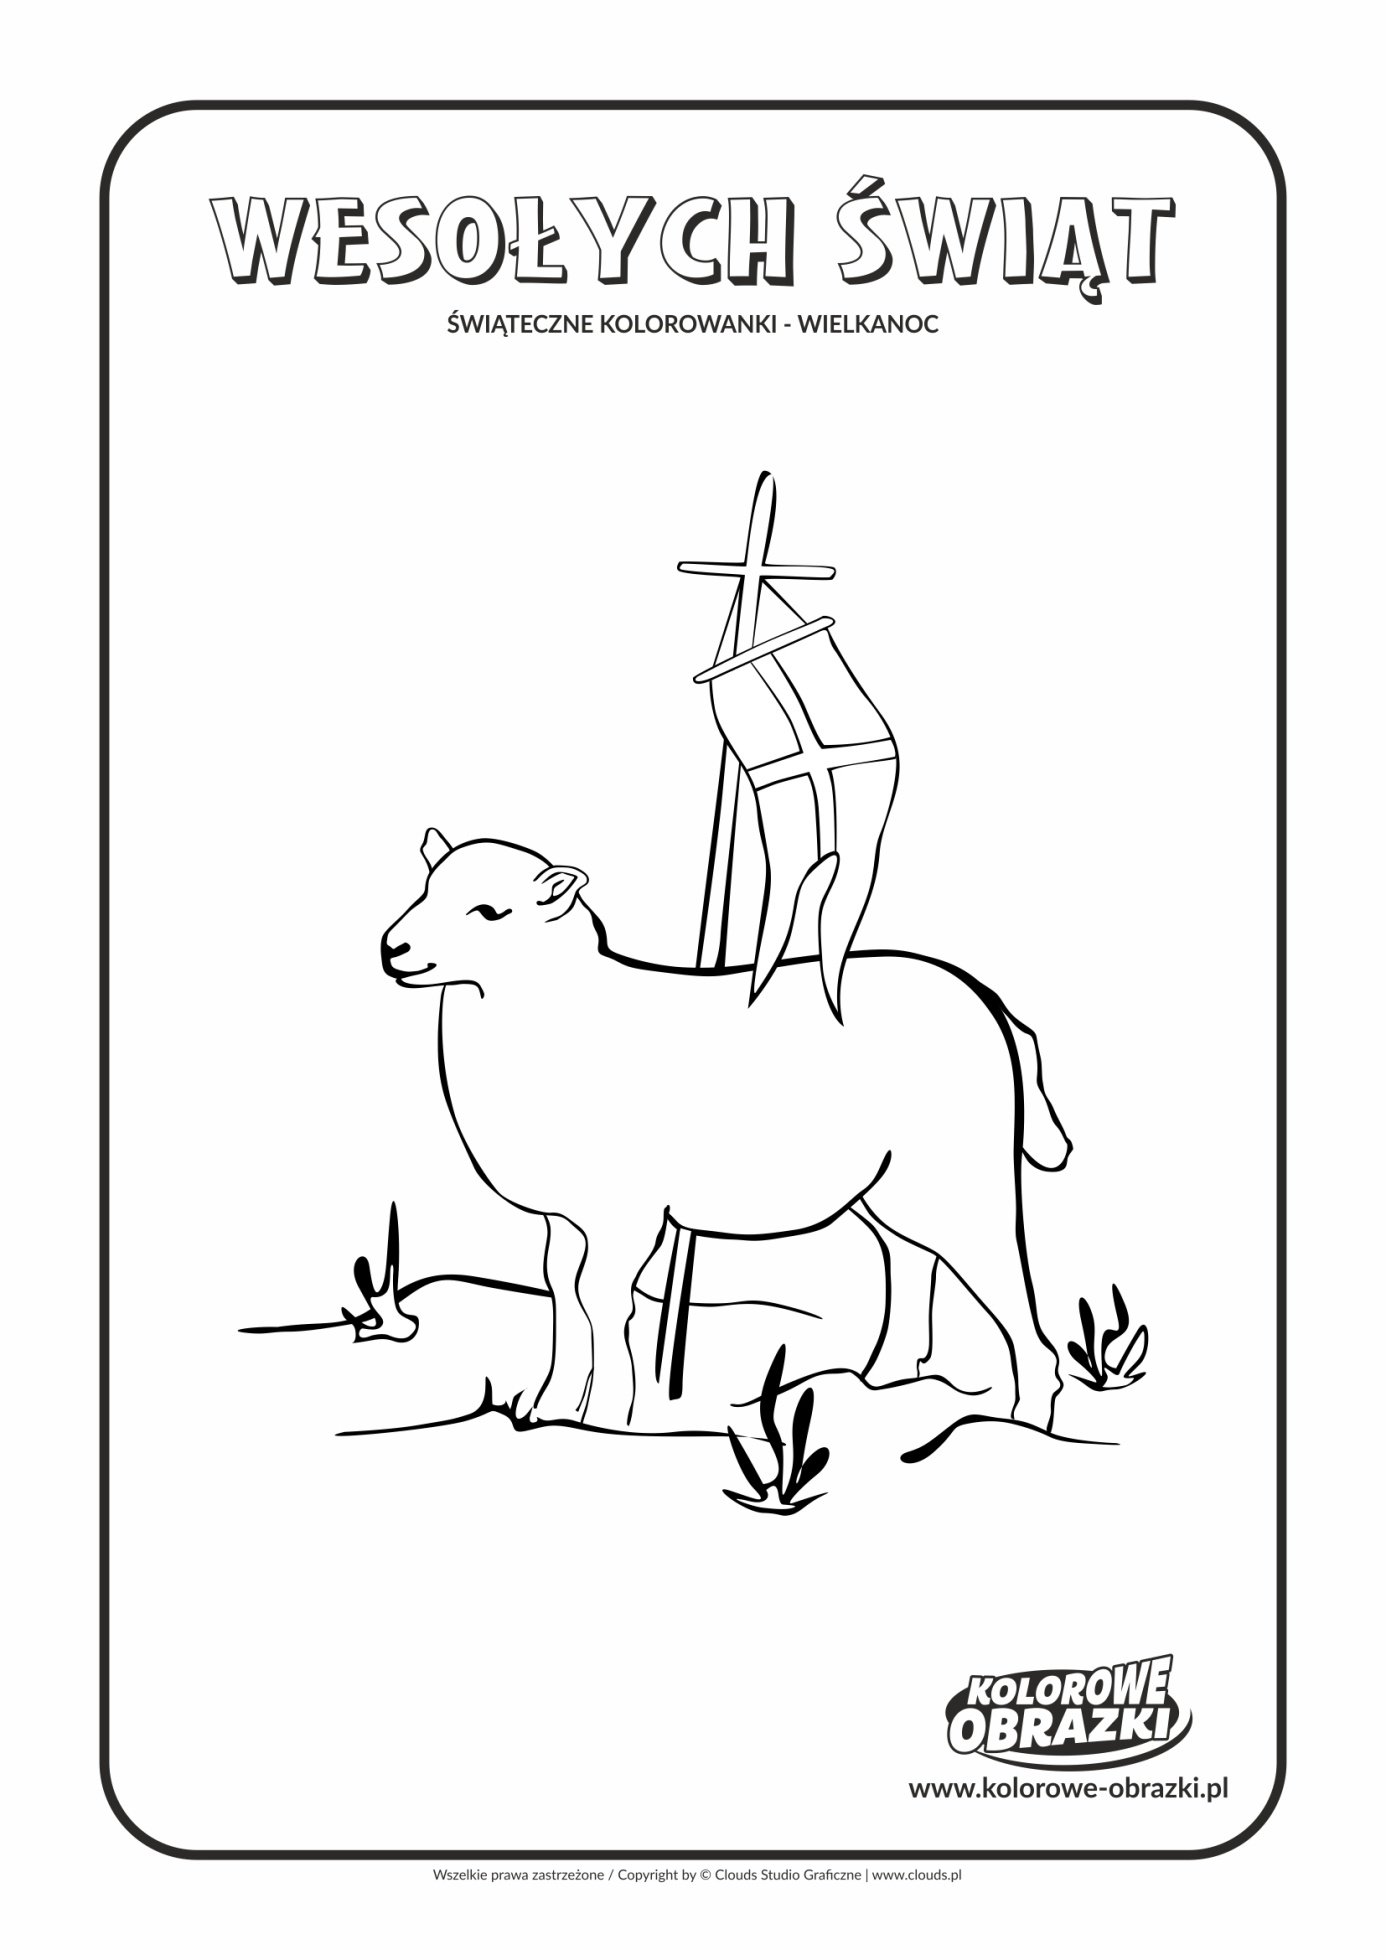 WESOŁYCH ŚWIĄT
ŚWIĄTECZNE KOLOROWANKI - WIELKANOC
KOLOROWE
OBRAZKI
www.kolorowe-obrazki.pl
Wszelkie prawa zastrzeżone / Copyright by © Clouds Studio Graficzne | www.clouds.pl